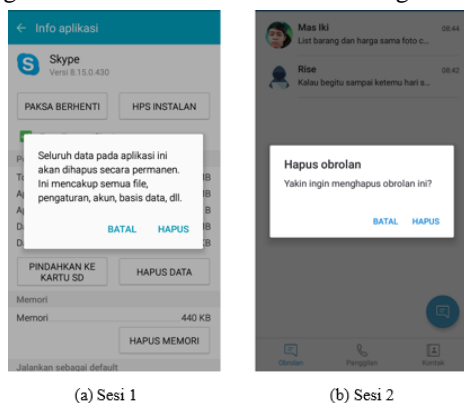 Info aplikasi
Skype
Versi 8.15.0.430
PAKSA BERHENTI
HPS INSTALAN
Seluruh data pada aplikasi ini
akan dihapus secara permanen.
Ini mencakup semua file,
pengaturan, akun, basis data, dll.
BATAL HAPUS
PINDAHKAN KE
KARTU SD
HAPUS DATA
Memori
Memori 440 KB
HAPUS MEMORI
Jalankan sebagai default
(a) Sesi 1
Mas Iki 08:44
List barang dan harga sama foto c...
Rise 08:42
Kalau begitu sampai ketemu hari s...
Hapus obrolan
Yakin ingin menghapus obrolan ini?
BATAL HAPUS
Obrolan Panggilan Kontak
(b) Sesi 2